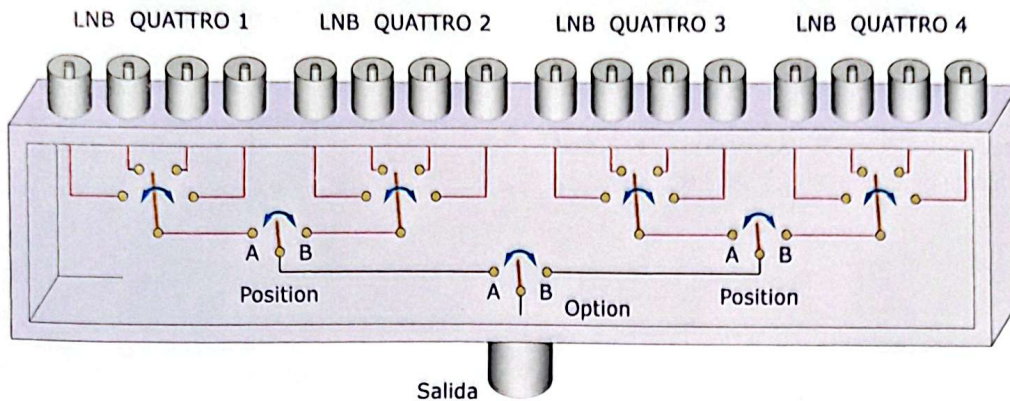 LNB QUATTRO 1 LNB QUATTRO 2 LNB QUATTRO 3 LNB QUATTRO 4
A B A B
Position A B Option Position
Salida